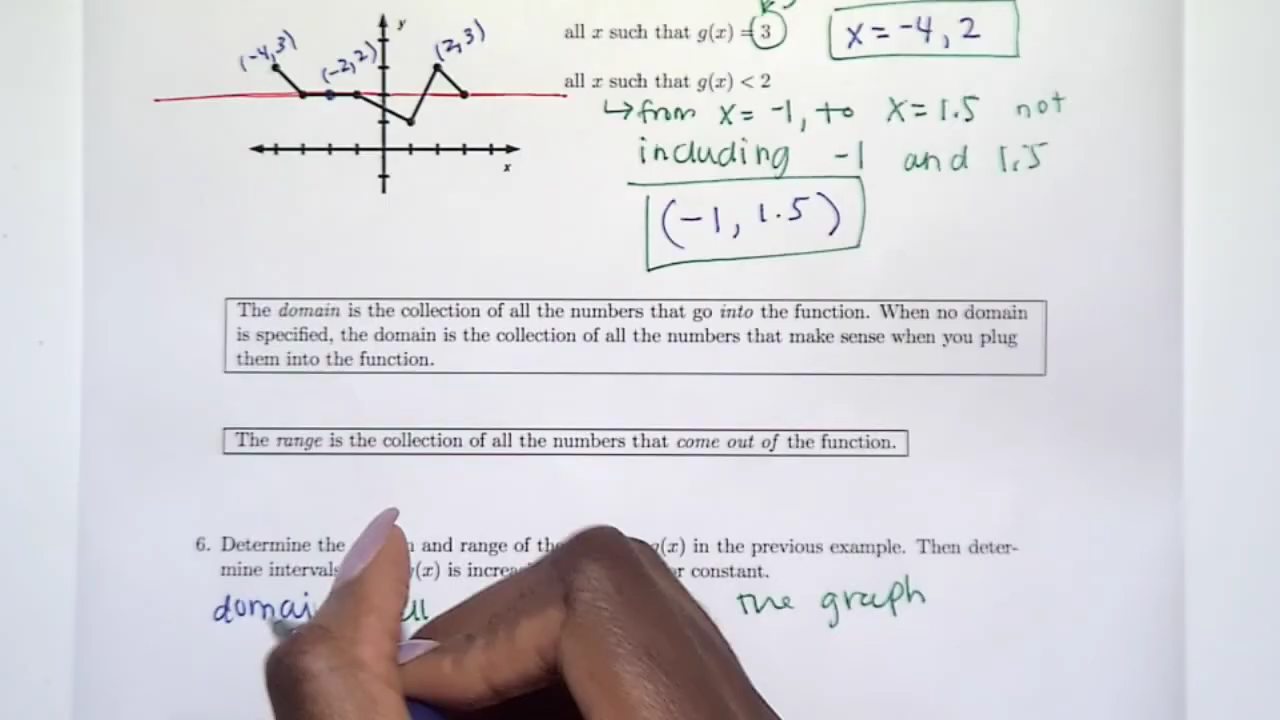 y
(-4,3)
(-2,2)
(2,3)
x
all x such that g(x) = 3
x = -4, 2
all x such that g(x) < 2
↳ from x = -1, to x = 1.5 not
including -1 and 1.5
(-1, 1.5)
The domain is the collection of all the numbers that go into the function. When no domain
is specified, the domain is the collection of all the numbers that make sense when you plug
them into the function.
The range is the collection of all the numbers that come out of the function.
6. Determine the and range of the g(x) in the previous example. Then deter-
mine intervals (x) is increa r constant.
domai the graph